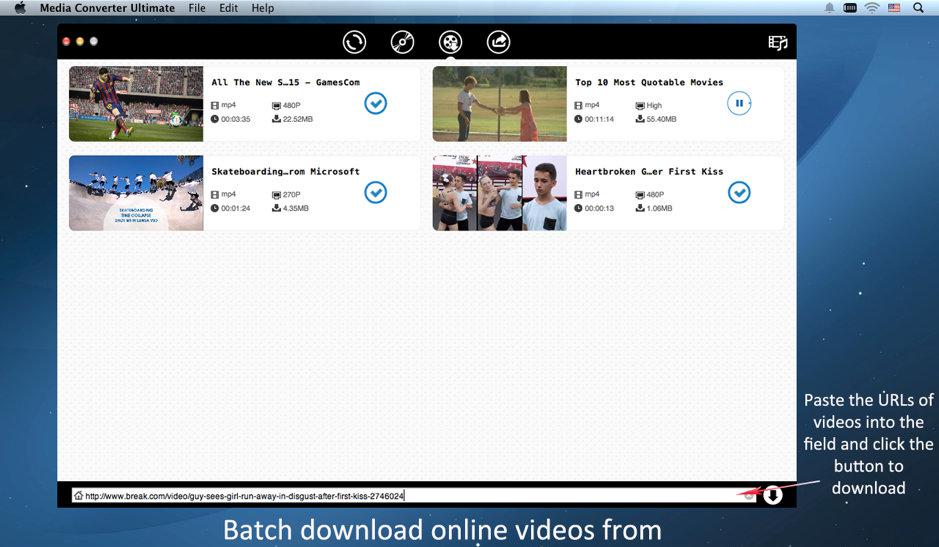 Media Converter Ultimate File Edit Help
All The New S…15 - GamesCom
mp4 480P
00:03:35 22.52MB
Top 10 Most Quotable Movies
mp4 High
00:11:14 55.40MB
Skateboarding…rom Microsoft
mp4 270P
00:01:24 4.35MB
SKATEBOARDING
TIME COLLAPSE
Heartbroken G…er First Kiss
mp4 480P
00:00:13 1.06MB
Paste the URLs of
videos into the
field and click the
button to
download
http://www.break.com/video/guy-sees-girl-run-away-in-disgust-after-first-kiss-2746024
Batch download online videos from